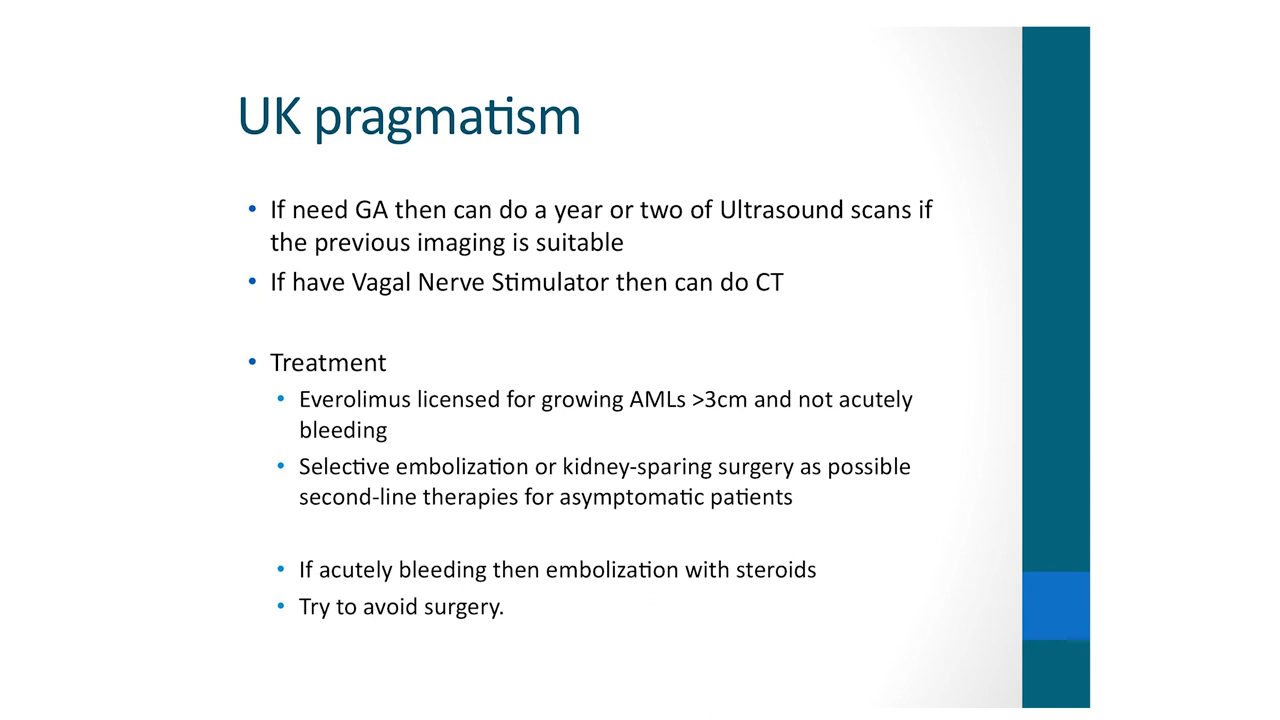 UK pragmatism
• If need GA then can do a year or two of Ultrasound scans if
the previous imaging is suitable
• If have Vagal Nerve Stimulator then can do CT
• Treatment
• Everolimus licensed for growing AMLs >3cm and not acutely
bleeding
• Selective embolization or kidney-sparing surgery as possible
second-line therapies for asymptomatic patients
• If acutely bleeding then embolization with steroids
• Try to avoid surgery.